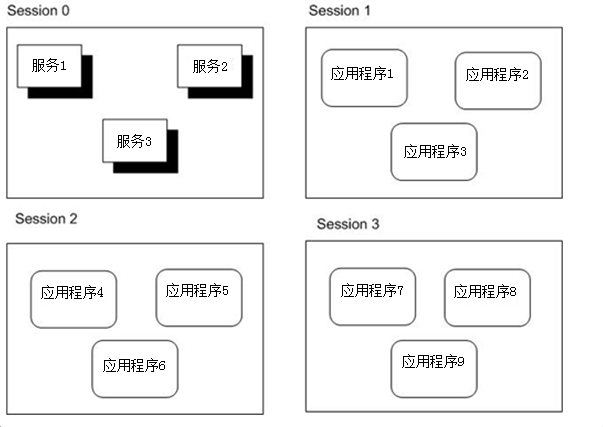 Session 0
服务1
服务2
服务3
Session 1
应用程序1
应用程序2
应用程序3
Session 2
应用程序4
应用程序5
应用程序6
Session 3
应用程序7
应用程序8
应用程序9